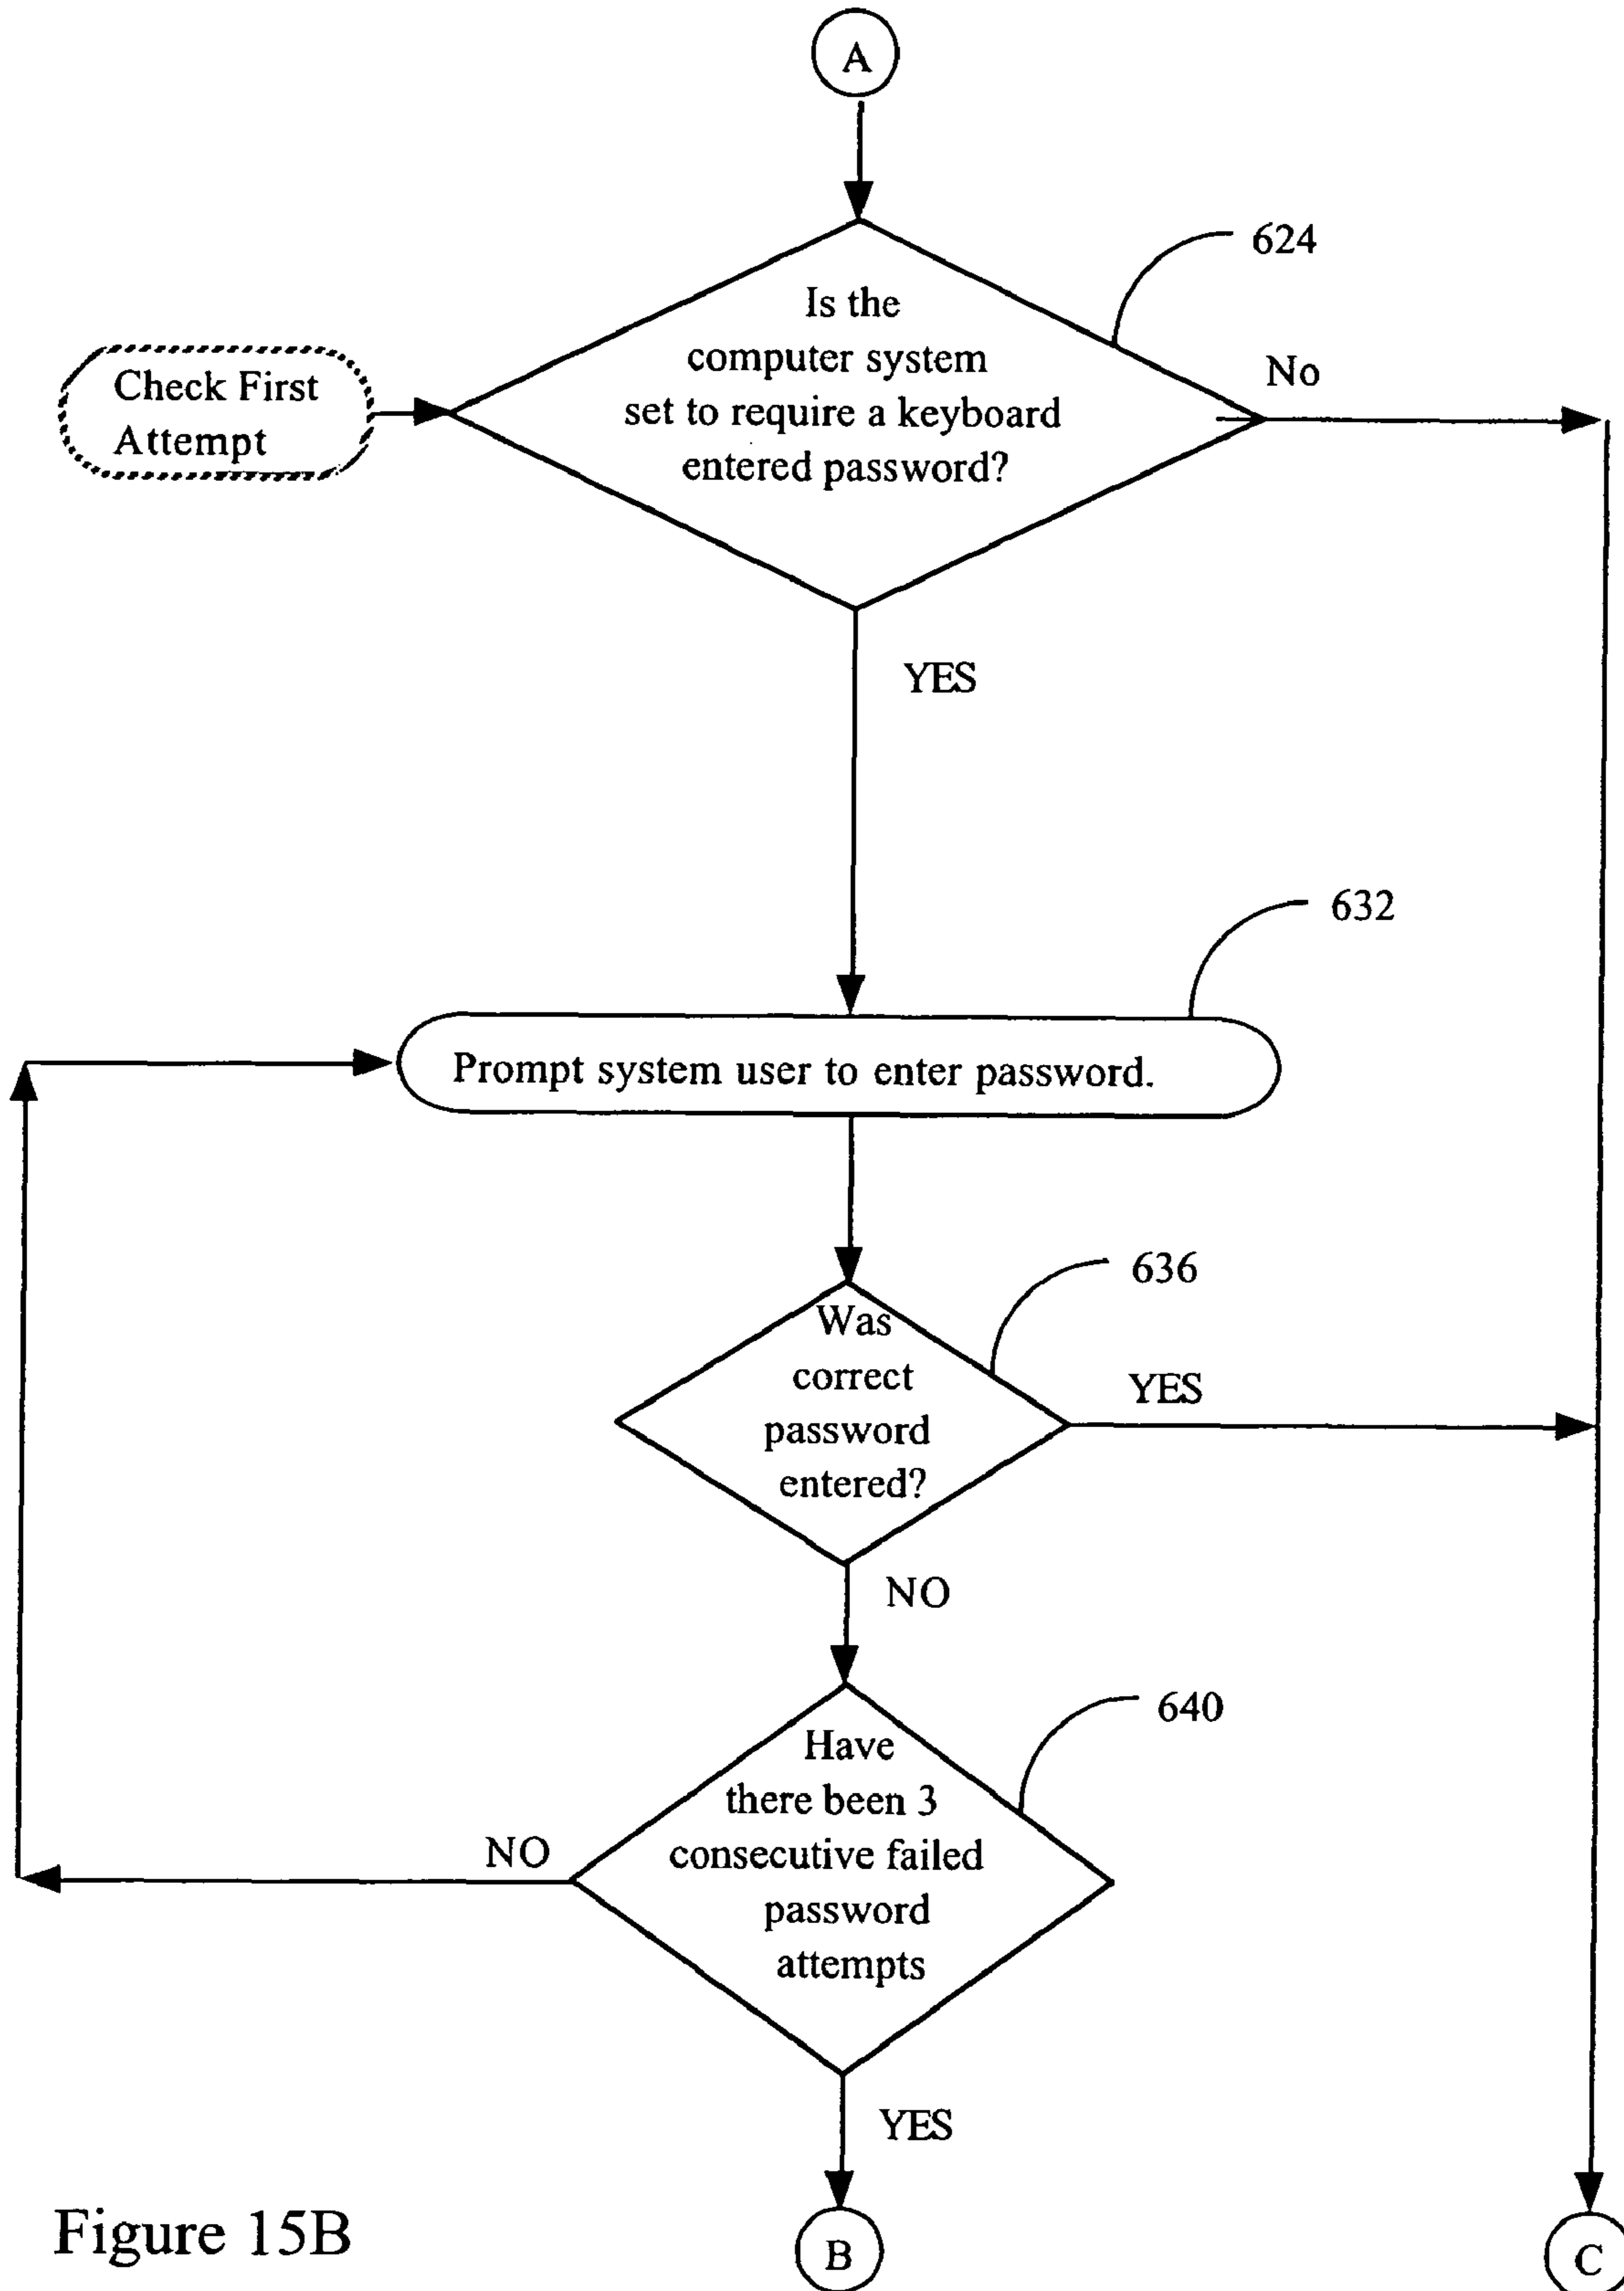 A
624
Is the
computer system
set to require a keyboard
entered password?
No
Check First
Attempt
YES
632
Prompt system user to enter password.
636
Was
correct
password
entered?
YES
NO
640
Have
there been 3
consecutive failed
password
attempts
NO
YES
Figure 15B
B
C